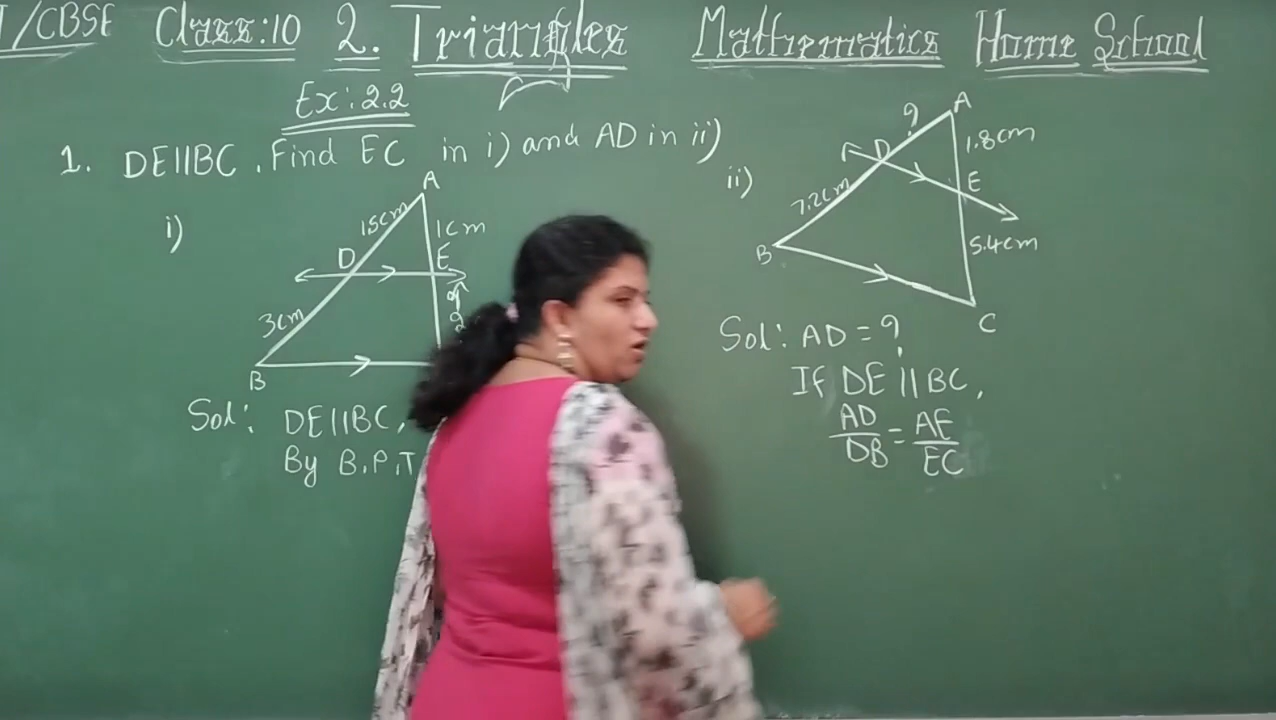 T/CBSE Class:10 2. Triangles Mathematics Home School
Ex: 2.2
1. DE||BC. Find EC in i) and AD in ii)
i)
A
1.5cm
1cm
D
E
3cm
?
B
Sol: DE||BC,
By B.P.T
ii)
?
A
D
1.8cm
E
7.2cm
5.4cm
B
C
Sol: AD = ?
If DE || BC,
AD/DB = AE/EC